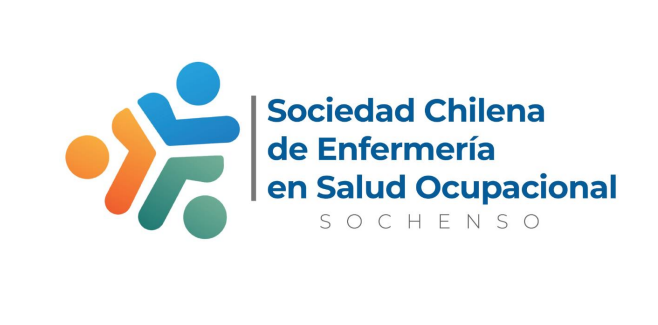 Sociedad Chilena
de Enfermería
en Salud Ocupacional
SOCHENSO